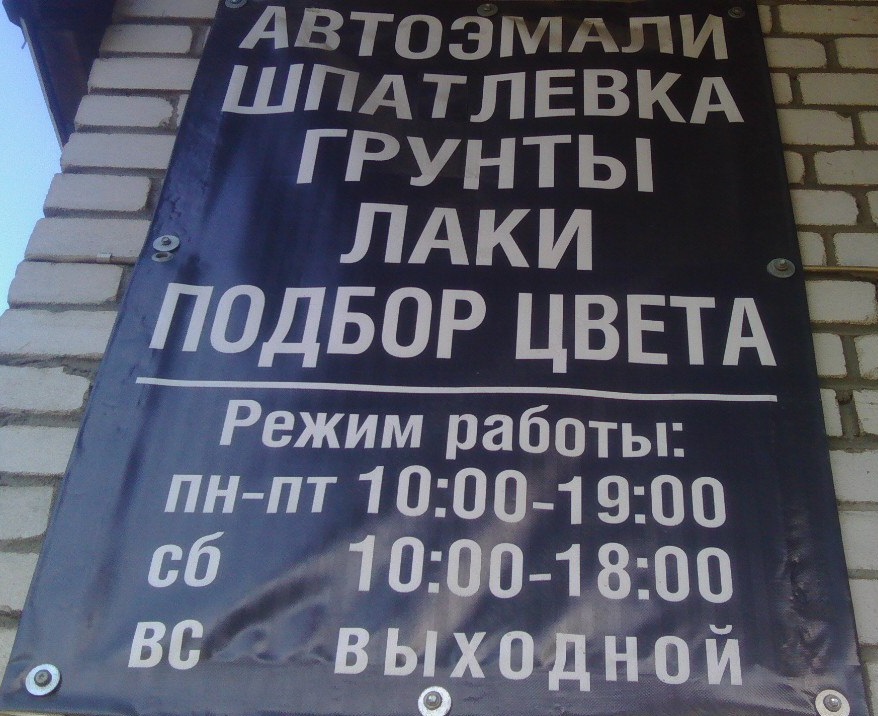 АВТОЭМАЛИ
ШПАТЛЕВКА
ГРУНТЫ
ЛАКИ
ПОДБОР ЦВЕТА
Режим работы:
пн-пт 10:00-19:00
сб 10:00-18:00
вс выходной